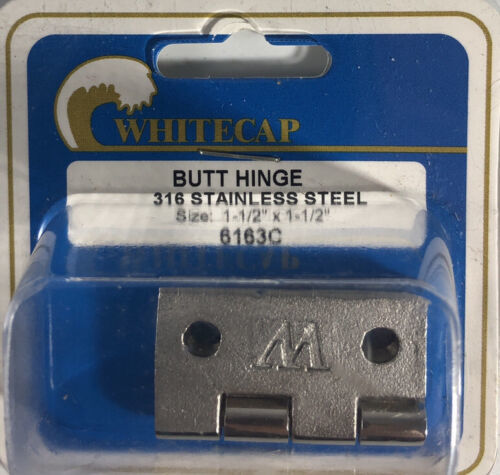 WHITECAP
BUTT HINGE
316 STAINLESS STEEL
Size: 1-1/2" x 1-1/2"
6163C
W